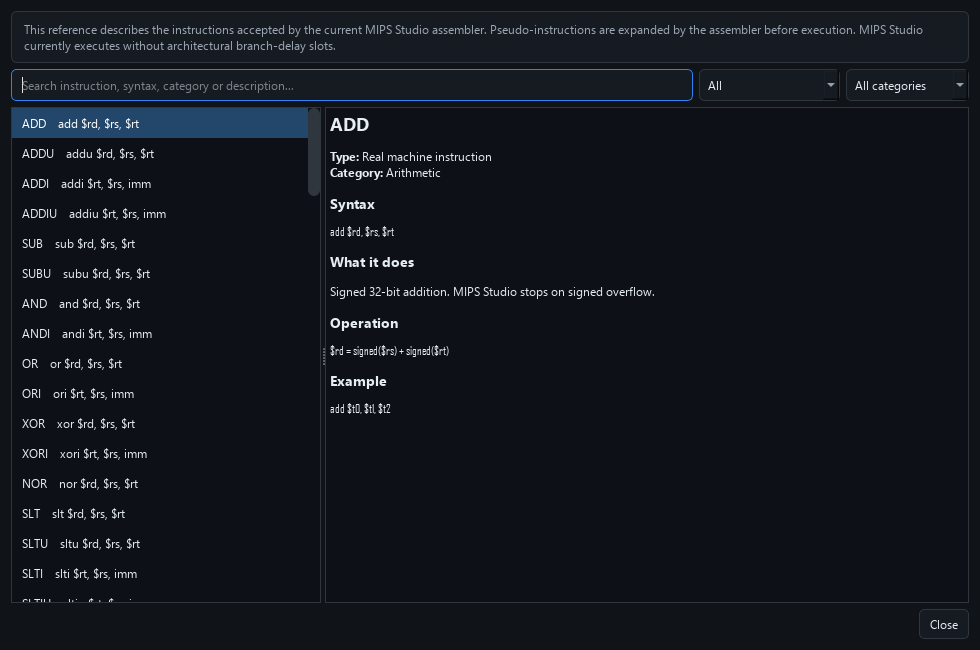 This reference describes the instructions accepted by the current MIPS Studio assembler. Pseudo-instructions are expanded by the assembler before execution. MIPS Studio
currently executes without architectural branch-delay slots.
Search instruction, syntax, category or description...
All
All categories
ADD add $rd, $rs, $rt
ADDU addu $rd, $rs, $rt
ADDI addi $rt, $rs, imm
ADDIU addiu $rt, $rs, imm
SUB sub $rd, $rs, $rt
SUBU subu $rd, $rs, $rt
AND and $rd, $rs, $rt
ANDI andi $rt, $rs, imm
OR or $rd, $rs, $rt
ORI ori $rt, $rs, imm
XOR xor $rd, $rs, $rt
XORI xori $rt, $rs, imm
NOR nor $rd, $rs, $rt
SLT slt $rd, $rs, $rt
SLTU sltu $rd, $rs, $rt
SLTI slti $rt, $rs, imm
ADD
Type: Real machine instruction
Category: Arithmetic
Syntax
add $rd, $rs, $rt
What it does
Signed 32-bit addition. MIPS Studio stops on signed overflow.
Operation
$rd = signed($rs) + signed($rt)
Example
add $t0, $t1, $t2
Close